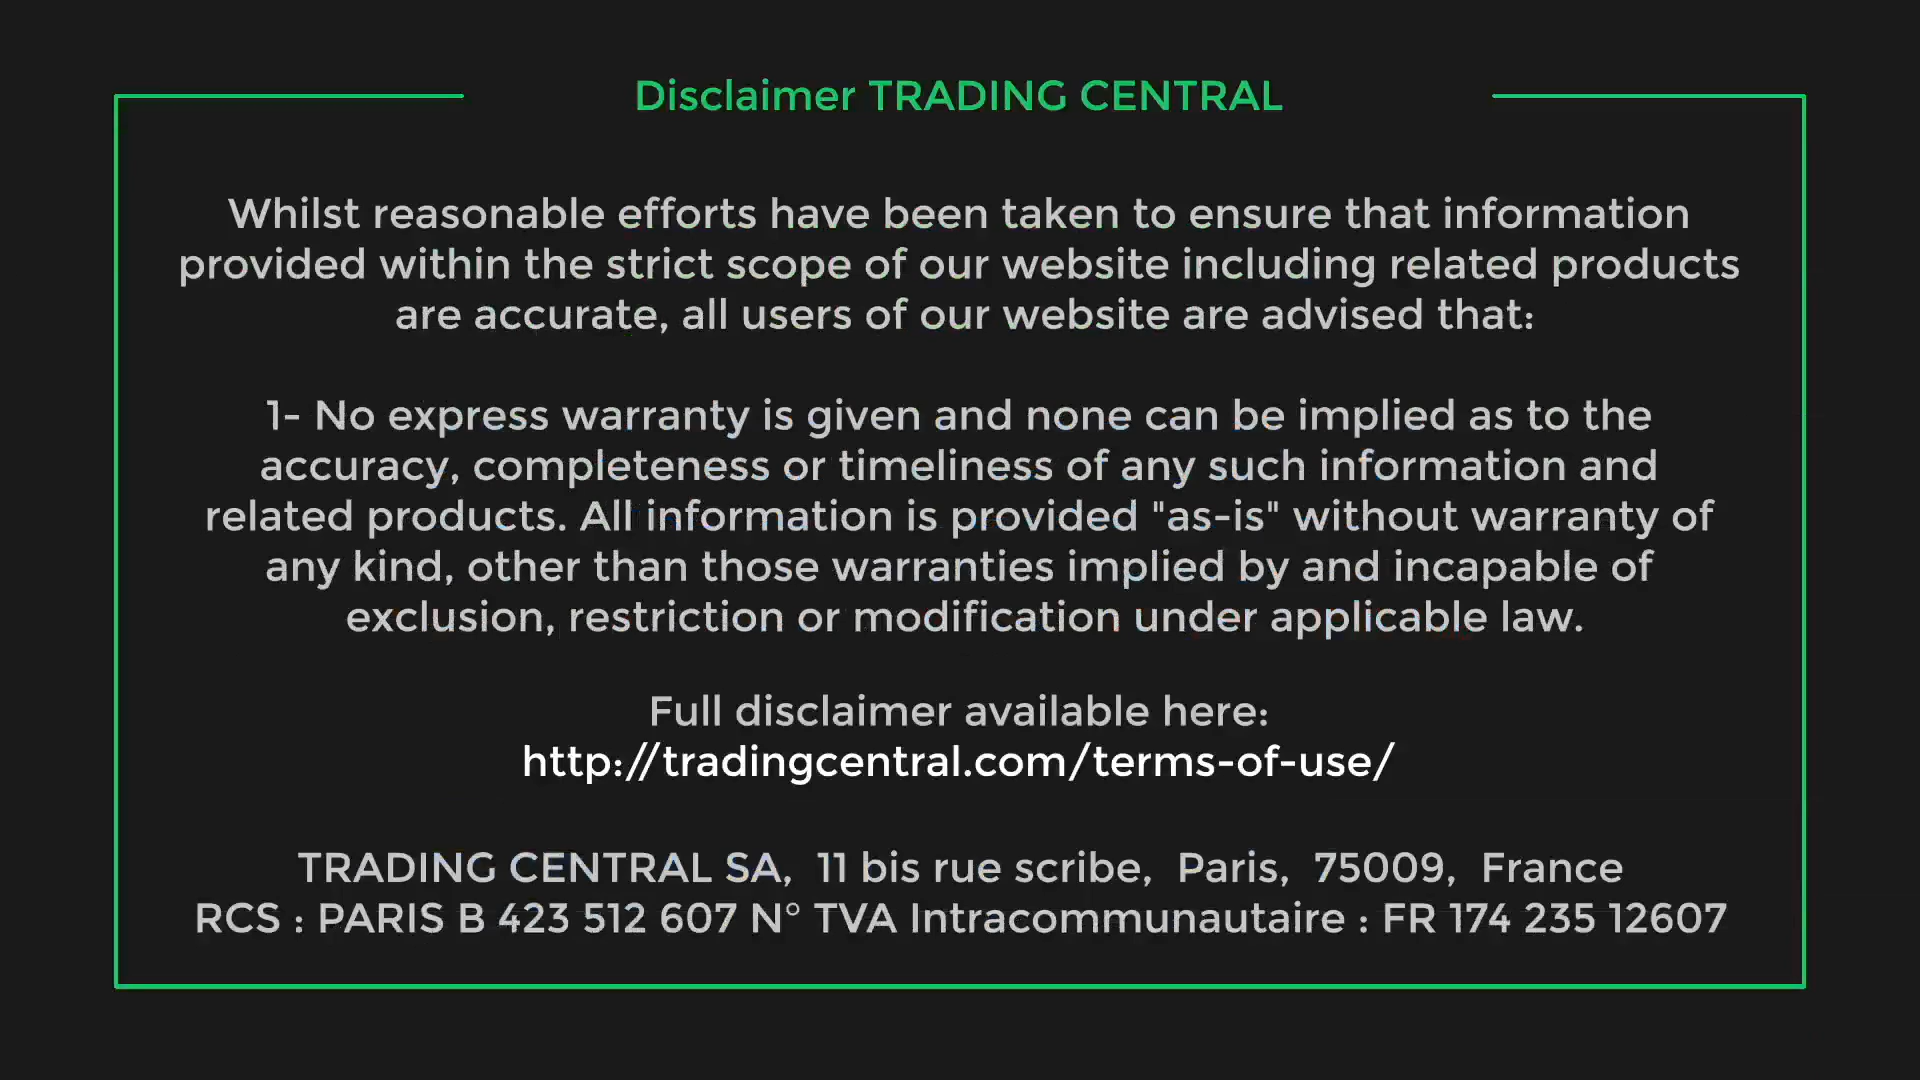 Disclaimer TRADING CENTRAL
Whilst reasonable efforts have been taken to ensure that information
provided within the strict scope of our website including related products
are accurate, all users of our website are advised that:
1- No express warranty is given and none can be implied as to the
accuracy, completeness or timeliness of any such information and
related products. All information is provided "as-is" without warranty of
any kind, other than those warranties implied by and incapable of
exclusion, restriction or modification under applicable law.
Full disclaimer available here:
http://tradingcentral.com/terms-of-use/
TRADING CENTRAL SA, 11 bis rue scribe, Paris, 75009, France
RCS : PARIS B 423 512 607 N° TVA Intracommunautaire : FR 174 235 12607